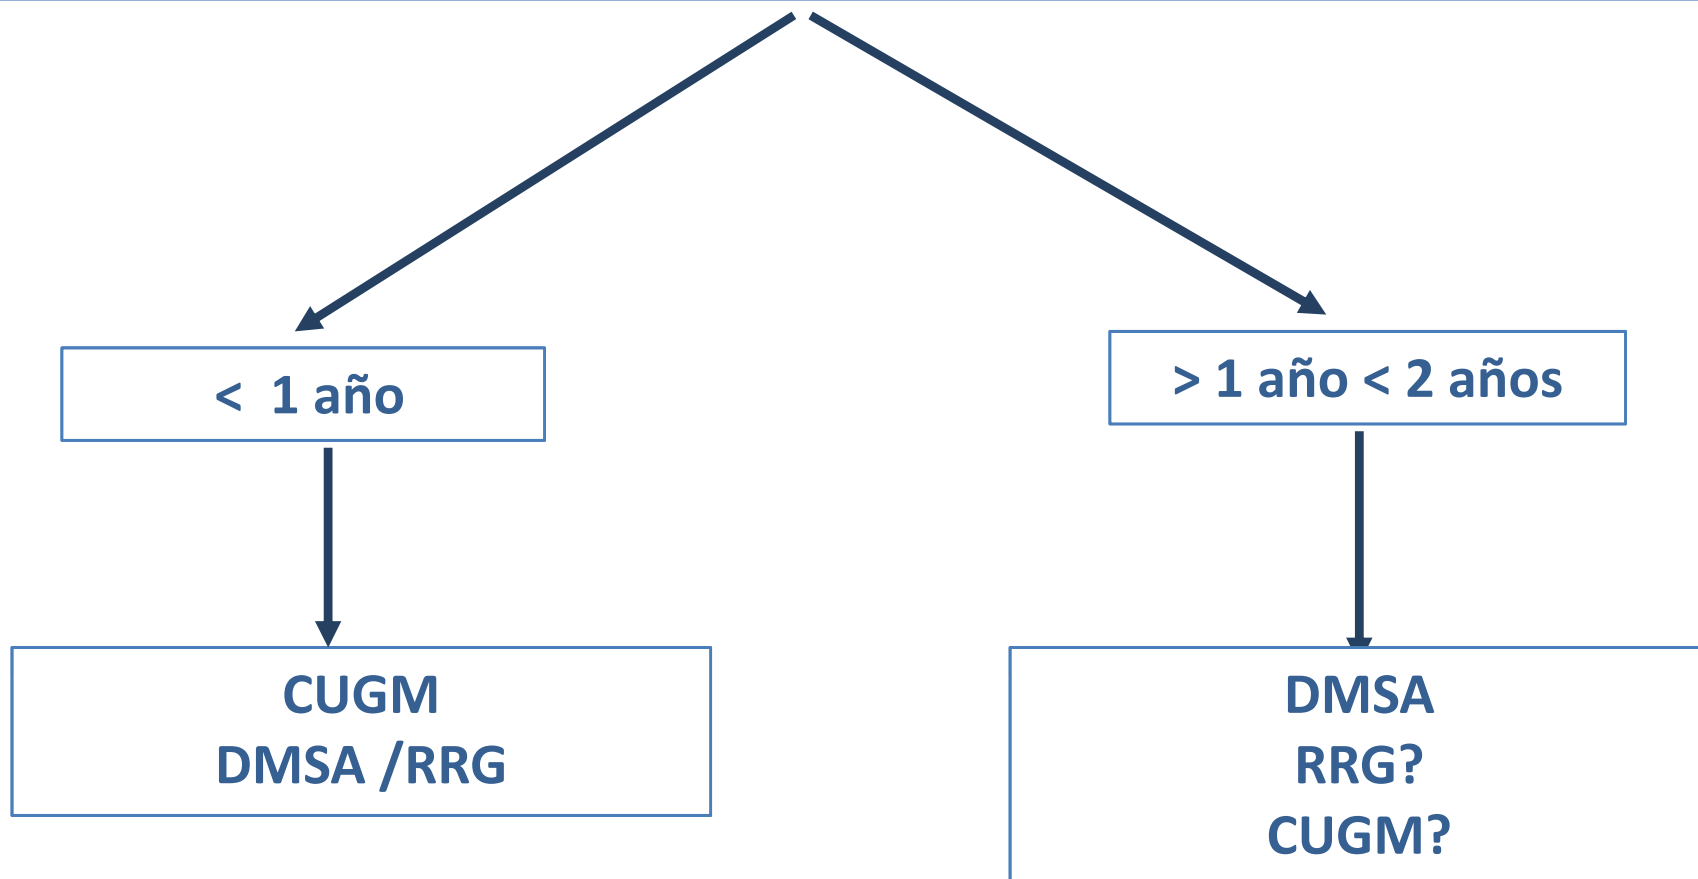 < 1 año
> 1 año < 2 años
CUGM
DMSA /RRG
DMSA
RRG?
CUGM?